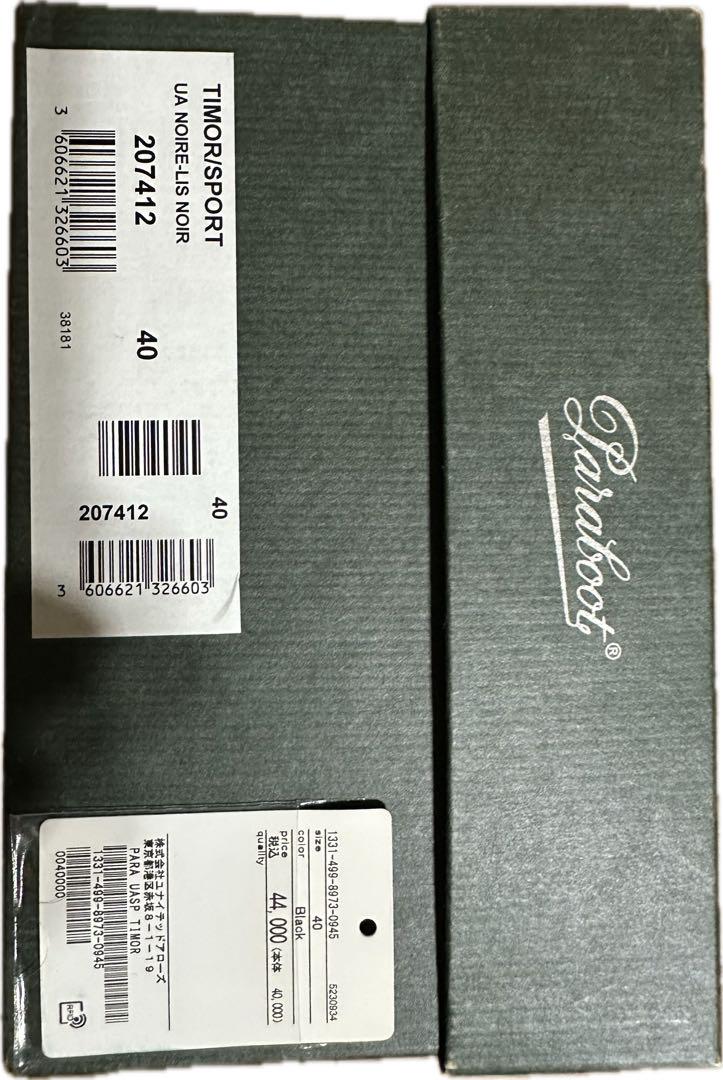 TIMOR/SPORT
UA NOIRE-LIS NOIR
207412 40
3 606621 326603
38181
207412 40
3 606621 326603
Paraboot®
1331-499-8973-0945 5230934
size 40
color Black
price
税込 44,000 (本体 40,000)
quality
株式会社ユナイテッドアローズ
東京都港区赤坂8-1-19
PARA UASP TIMOR
1331-499-8973-0945
0040000
RFID